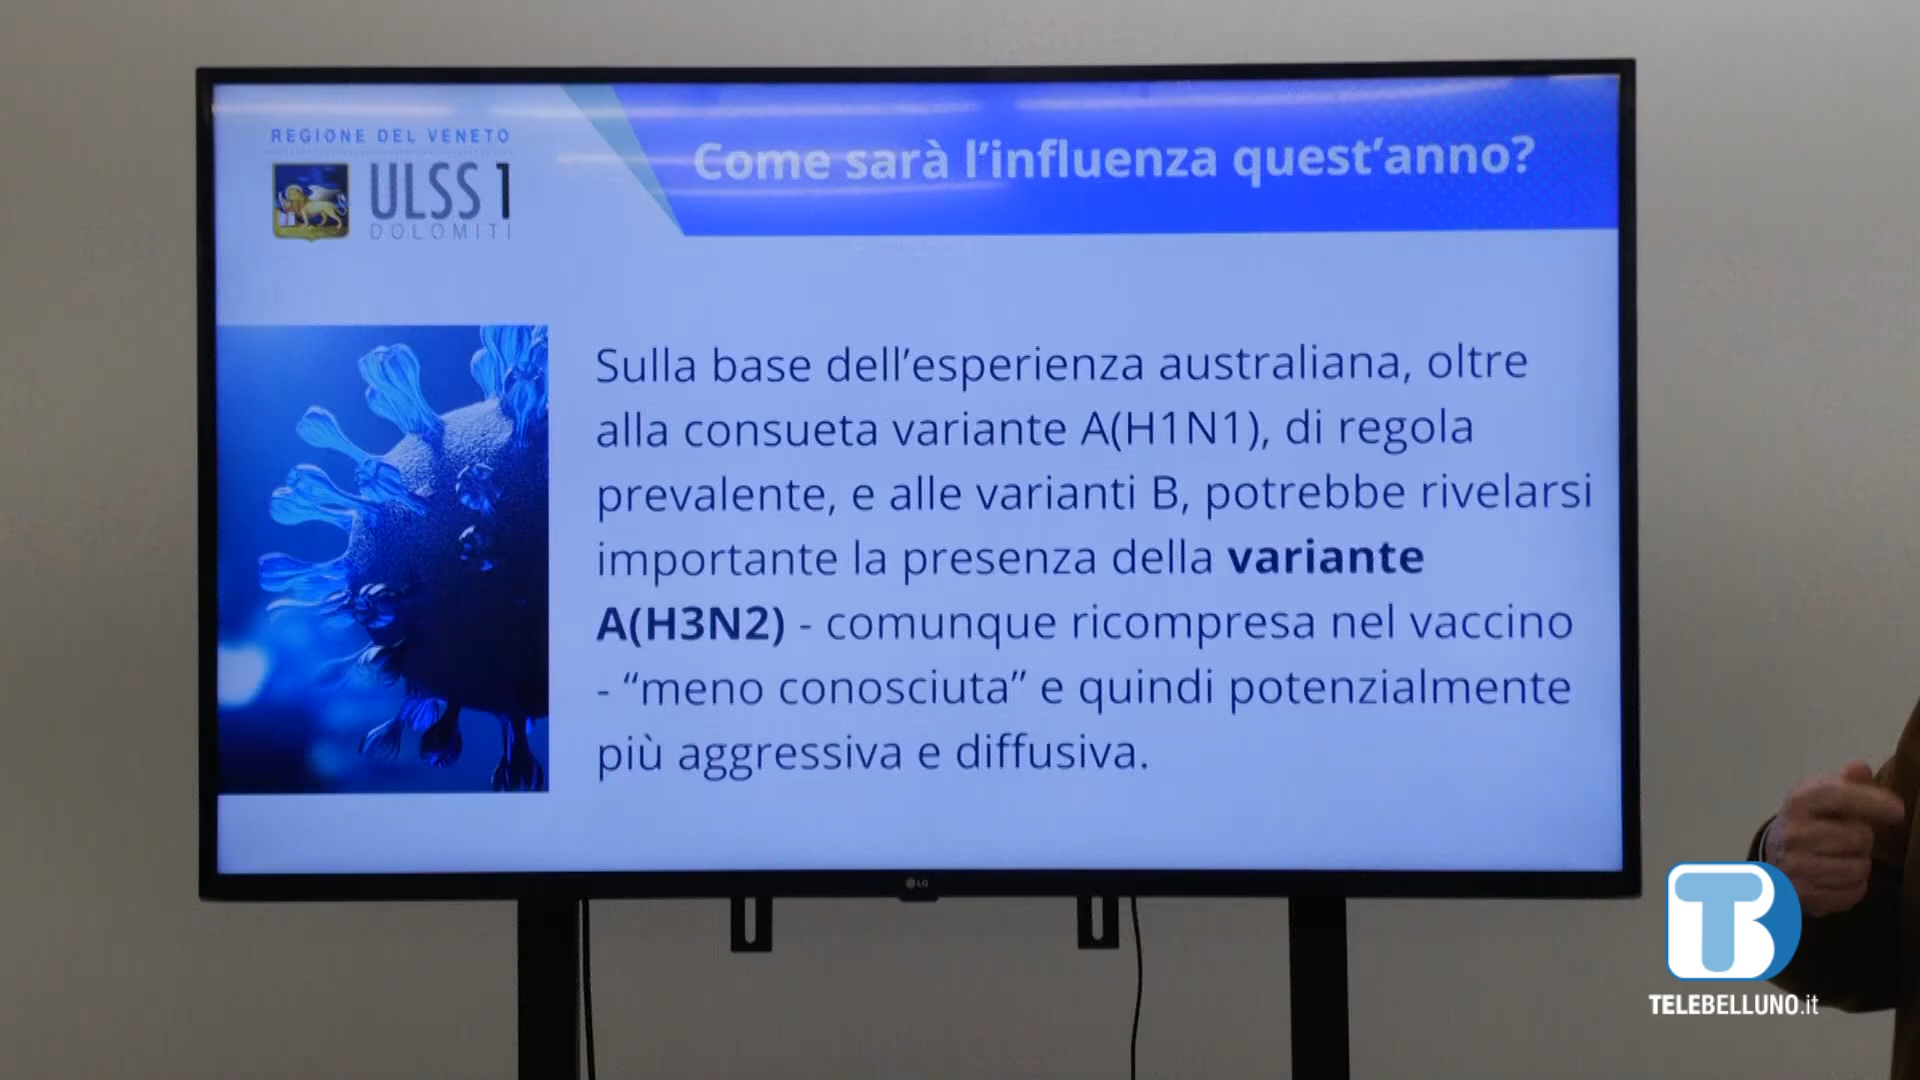 REGIONE DEL VENETO
ULSS 1
DOLOMITI
Come sarà l’influenza quest’anno?
Sulla base dell’esperienza australiana, oltre
alla consueta variante A(H1N1), di regola
prevalente, e alle varianti B, potrebbe rivelarsi
importante la presenza della variante
A(H3N2) - comunque ricompresa nel vaccino
- “meno conosciuta” e quindi potenzialmente
più aggressiva e diffusiva.
LG
TB
TELEBELLUNO.it